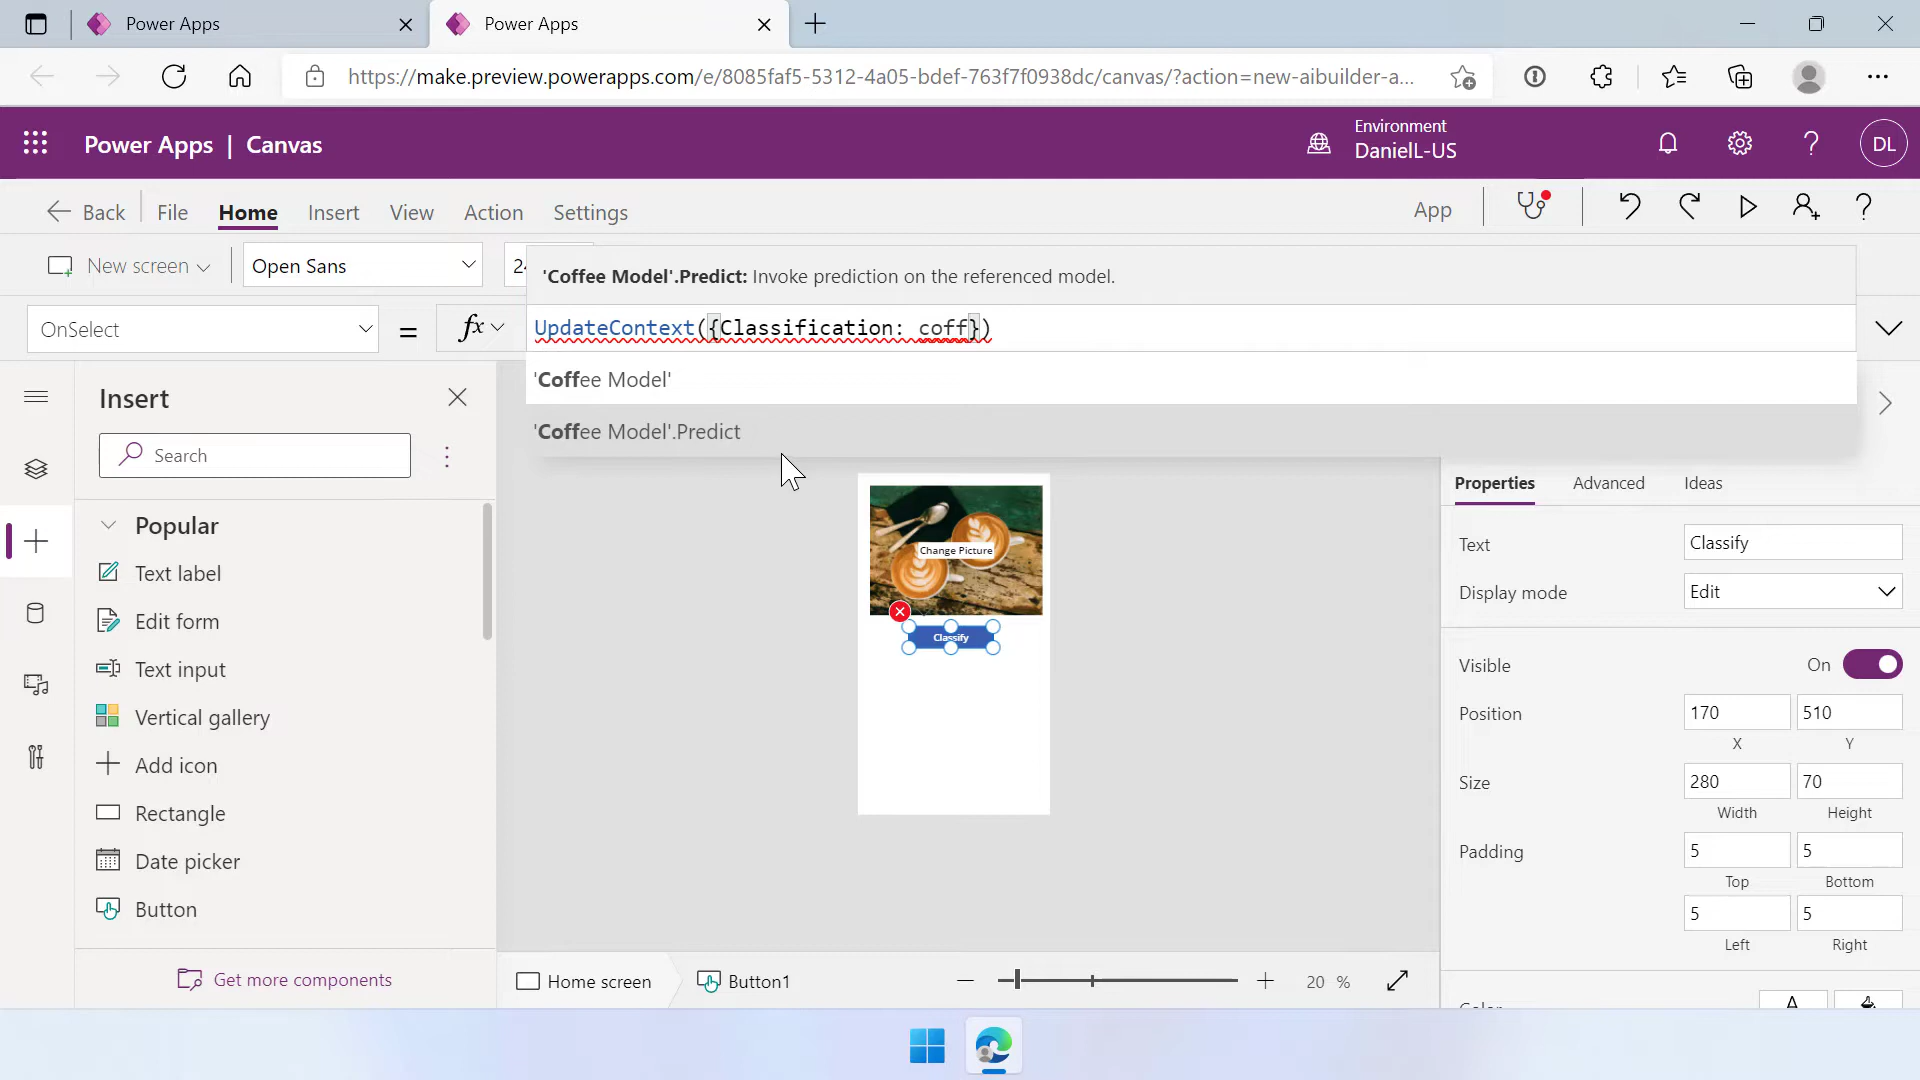 Power Apps
Power Apps
https://make.preview.powerapps.com/e/8085faf5-5312-4a05-bdef-763f7f0938dc/canvas/?action=new-aibuilder-a...
Power Apps | Canvas
Environment
DanielL-US
DL
Back
File
Home
Insert
View
Action
Settings
App
New screen
Open Sans
'Coffee Model'.Predict: Invoke prediction on the referenced model.
OnSelect
=
fx
UpdateContext({Classification: coff})
'Coffee Model'
'Coffee Model'.Predict
Insert
Search
Popular
Text label
Edit form
Text input
Vertical gallery
Add icon
Rectangle
Date picker
Button
Get more components
Change Picture
Classify
Properties
Advanced
Ideas
Text
Classify
Display mode
Edit
Visible
On
Position
170
510
X
Y
Size
280
70
Width
Height
Padding
5
5
Top
Bottom
5
5
Left
Right
Color
A
Home screen
Button1
20 %